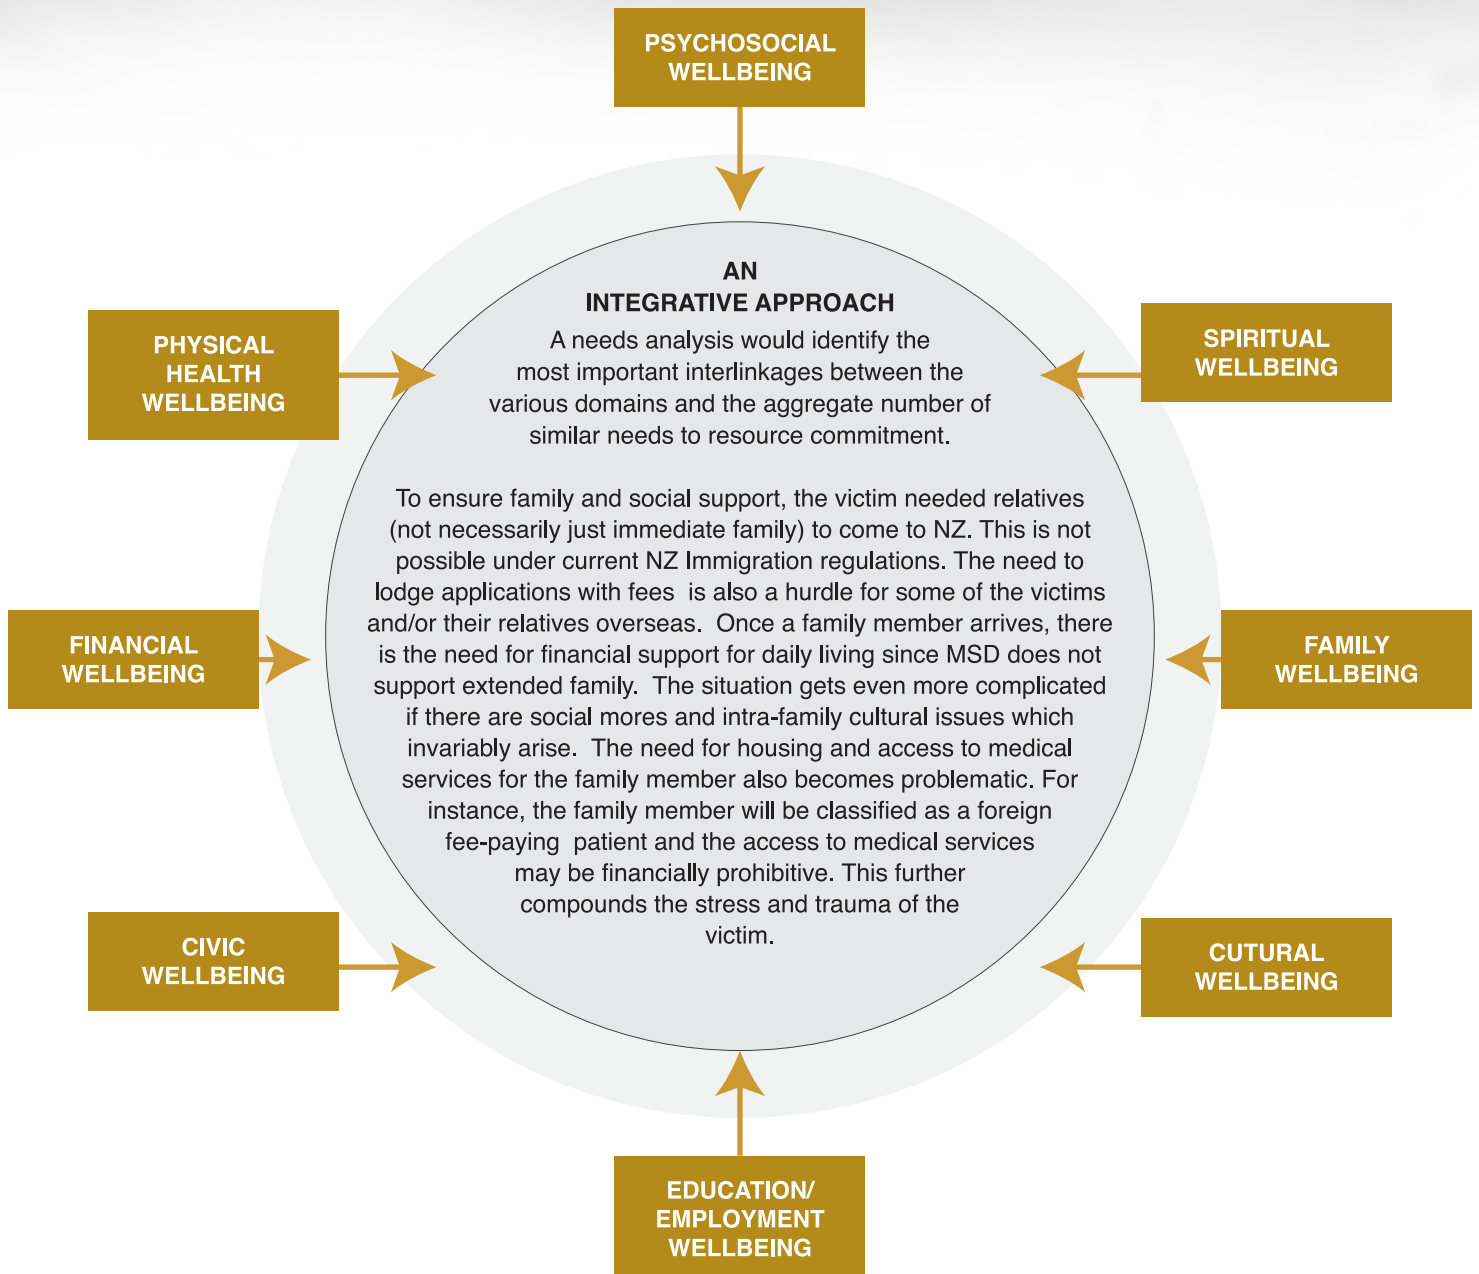 PSYCHOSOCIAL
WELLBEING
AN
INTEGRATIVE APPROACH
A needs analysis would identify the
most important interlinkages between the
various domains and the aggregate number of
similar needs to resource commitment.
To ensure family and social support, the victim needed relatives
(not necessarily just immediate family) to come to NZ. This is not
possible under current NZ Immigration regulations. The need to
lodge applications with fees is also a hurdle for some of the victims
and/or their relatives overseas. Once a family member arrives, there
is the need for financial support for daily living since MSD does not
support extended family. The situation gets even more complicated
if there are social mores and intra-family cultural issues which
invariably arise. The need for housing and access to medical
services for the family member also becomes problematic. For
instance, the family member will be classified as a foreign
fee-paying patient and the access to medical services
may be financially prohibitive. This further
compounds the stress and trauma of the
victim.
PHYSICAL
HEALTH
WELLBEING
SPIRITUAL
WELLBEING
FINANCIAL
WELLBEING
FAMILY
WELLBEING
CIVIC
WELLBEING
CUTURAL
WELLBEING
EDUCATION/
EMPLOYMENT
WELLBEING